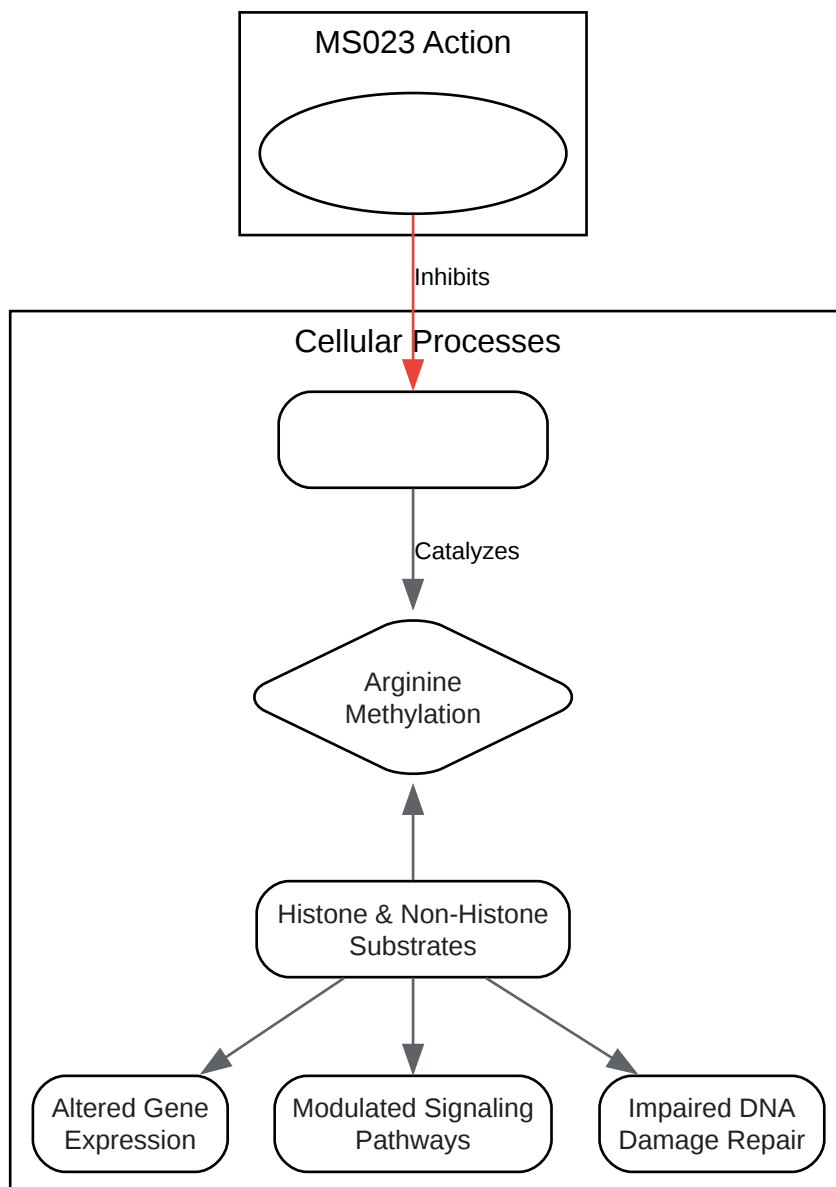 MS023 Action
Inhibits
Cellular Processes
Catalyzes
Arginine
Methylation
Histone & Non-Histone
Substrates
Altered Gene
Expression
Modulated Signaling
Pathways
Impaired DNA
Damage Repair